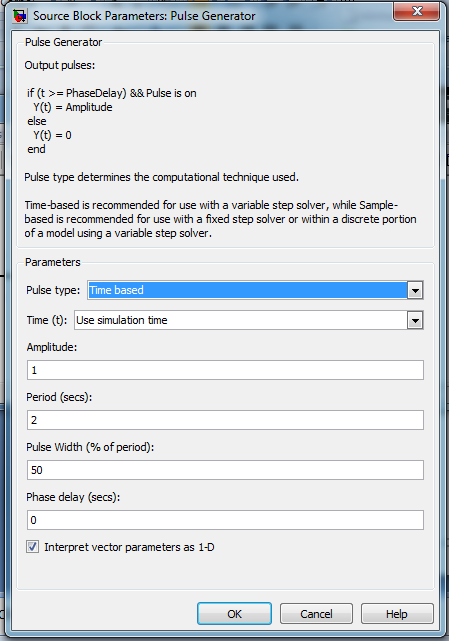 Source Block Parameters: Pulse Generator
Pulse Generator
Output pulses:
if (t >= PhaseDelay) && Pulse is on
Y(t) = Amplitude
else
Y(t) = 0
end
Pulse type determines the computational technique used.
Time-based is recommended for use with a variable step solver, while Sample-
based is recommended for use with a fixed step solver or within a discrete portion
of a model using a variable step solver.
Parameters
Pulse type: Time based
Time (t): Use simulation time
Amplitude:
1
Period (secs):
2
Pulse Width (% of period):
50
Phase delay (secs):
0
Interpret vector parameters as 1-D
OK Cancel Help